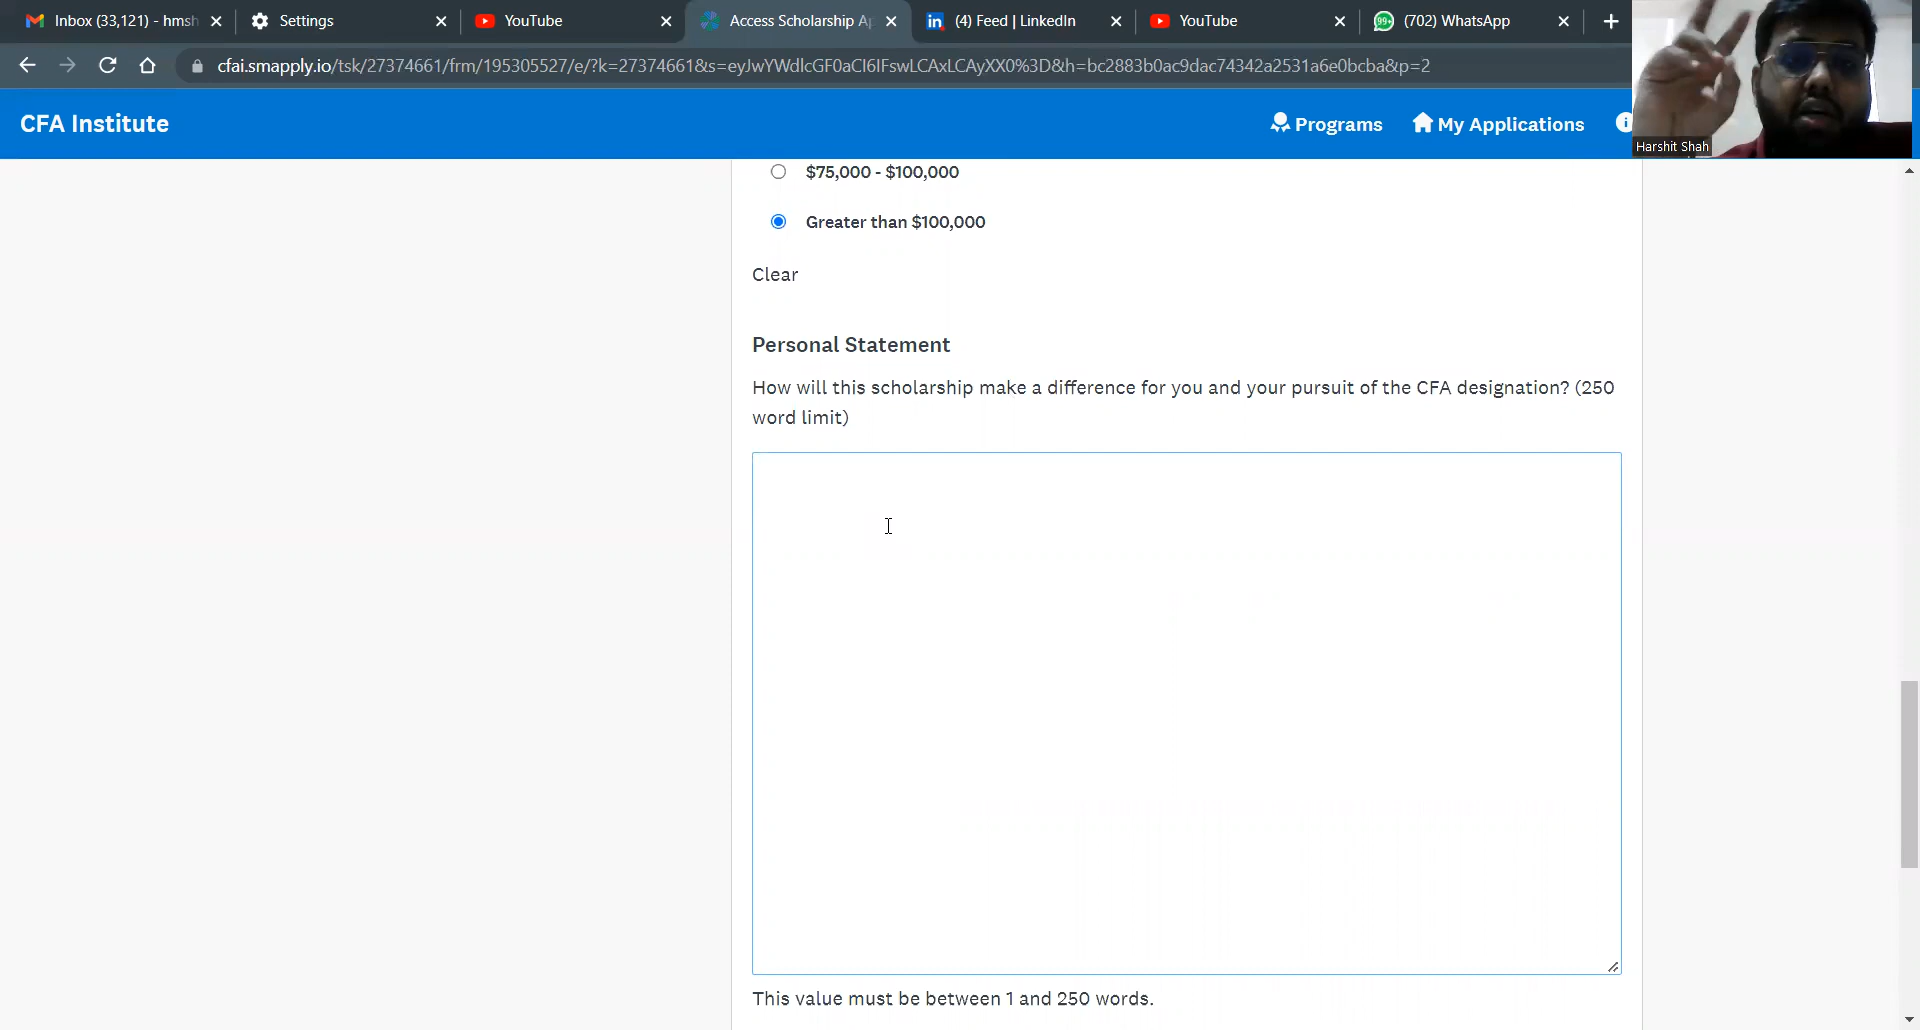 Inbox (33,121) - hmsh
Settings
YouTube
Access Scholarship Ap
(4) Feed | LinkedIn
YouTube
99+
(702) WhatsApp
cfai.smapply.io/tsk/27374661/frm/195305527/e/?k=27374661&s=eyJwYWdlcGF0aCI6IFswLCAxLCAyXX0%3D&h=bc2883b0ac9dac74342a2531a6e0bcba&p=2
CFA Institute
Programs
My Applications
Harshit Shah
$75,000 - $100,000
Greater than $100,000
Clear
Personal Statement
How will this scholarship make a difference for you and your pursuit of the CFA designation? (250
word limit)
This value must be between 1 and 250 words.